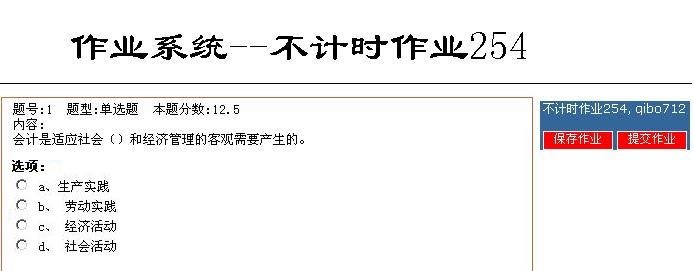 作业系统--不计时作业254
题号:1 题型:单选题 本题分数:12.5
内容:
会计是适应社会（）和经济管理的客观需要产生的。
选项:
a、生产实践
b、 劳动实践
c、 经济活动
d、 社会活动
不计时作业254, qibo712
保存作业 提交作业